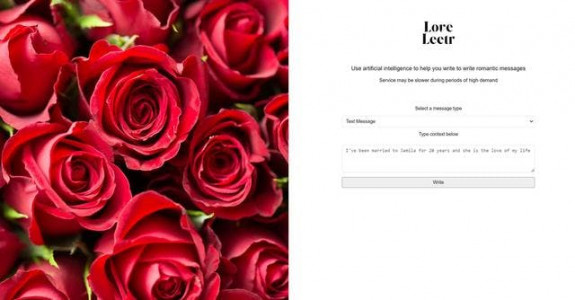 Use artificial intelligence to help you write to write romantic messages
Service may be slower during periods of high demand
Select a message type
Text Message
Type context below
I've been married to Jamila for 20 years and she is the love of my life
Write